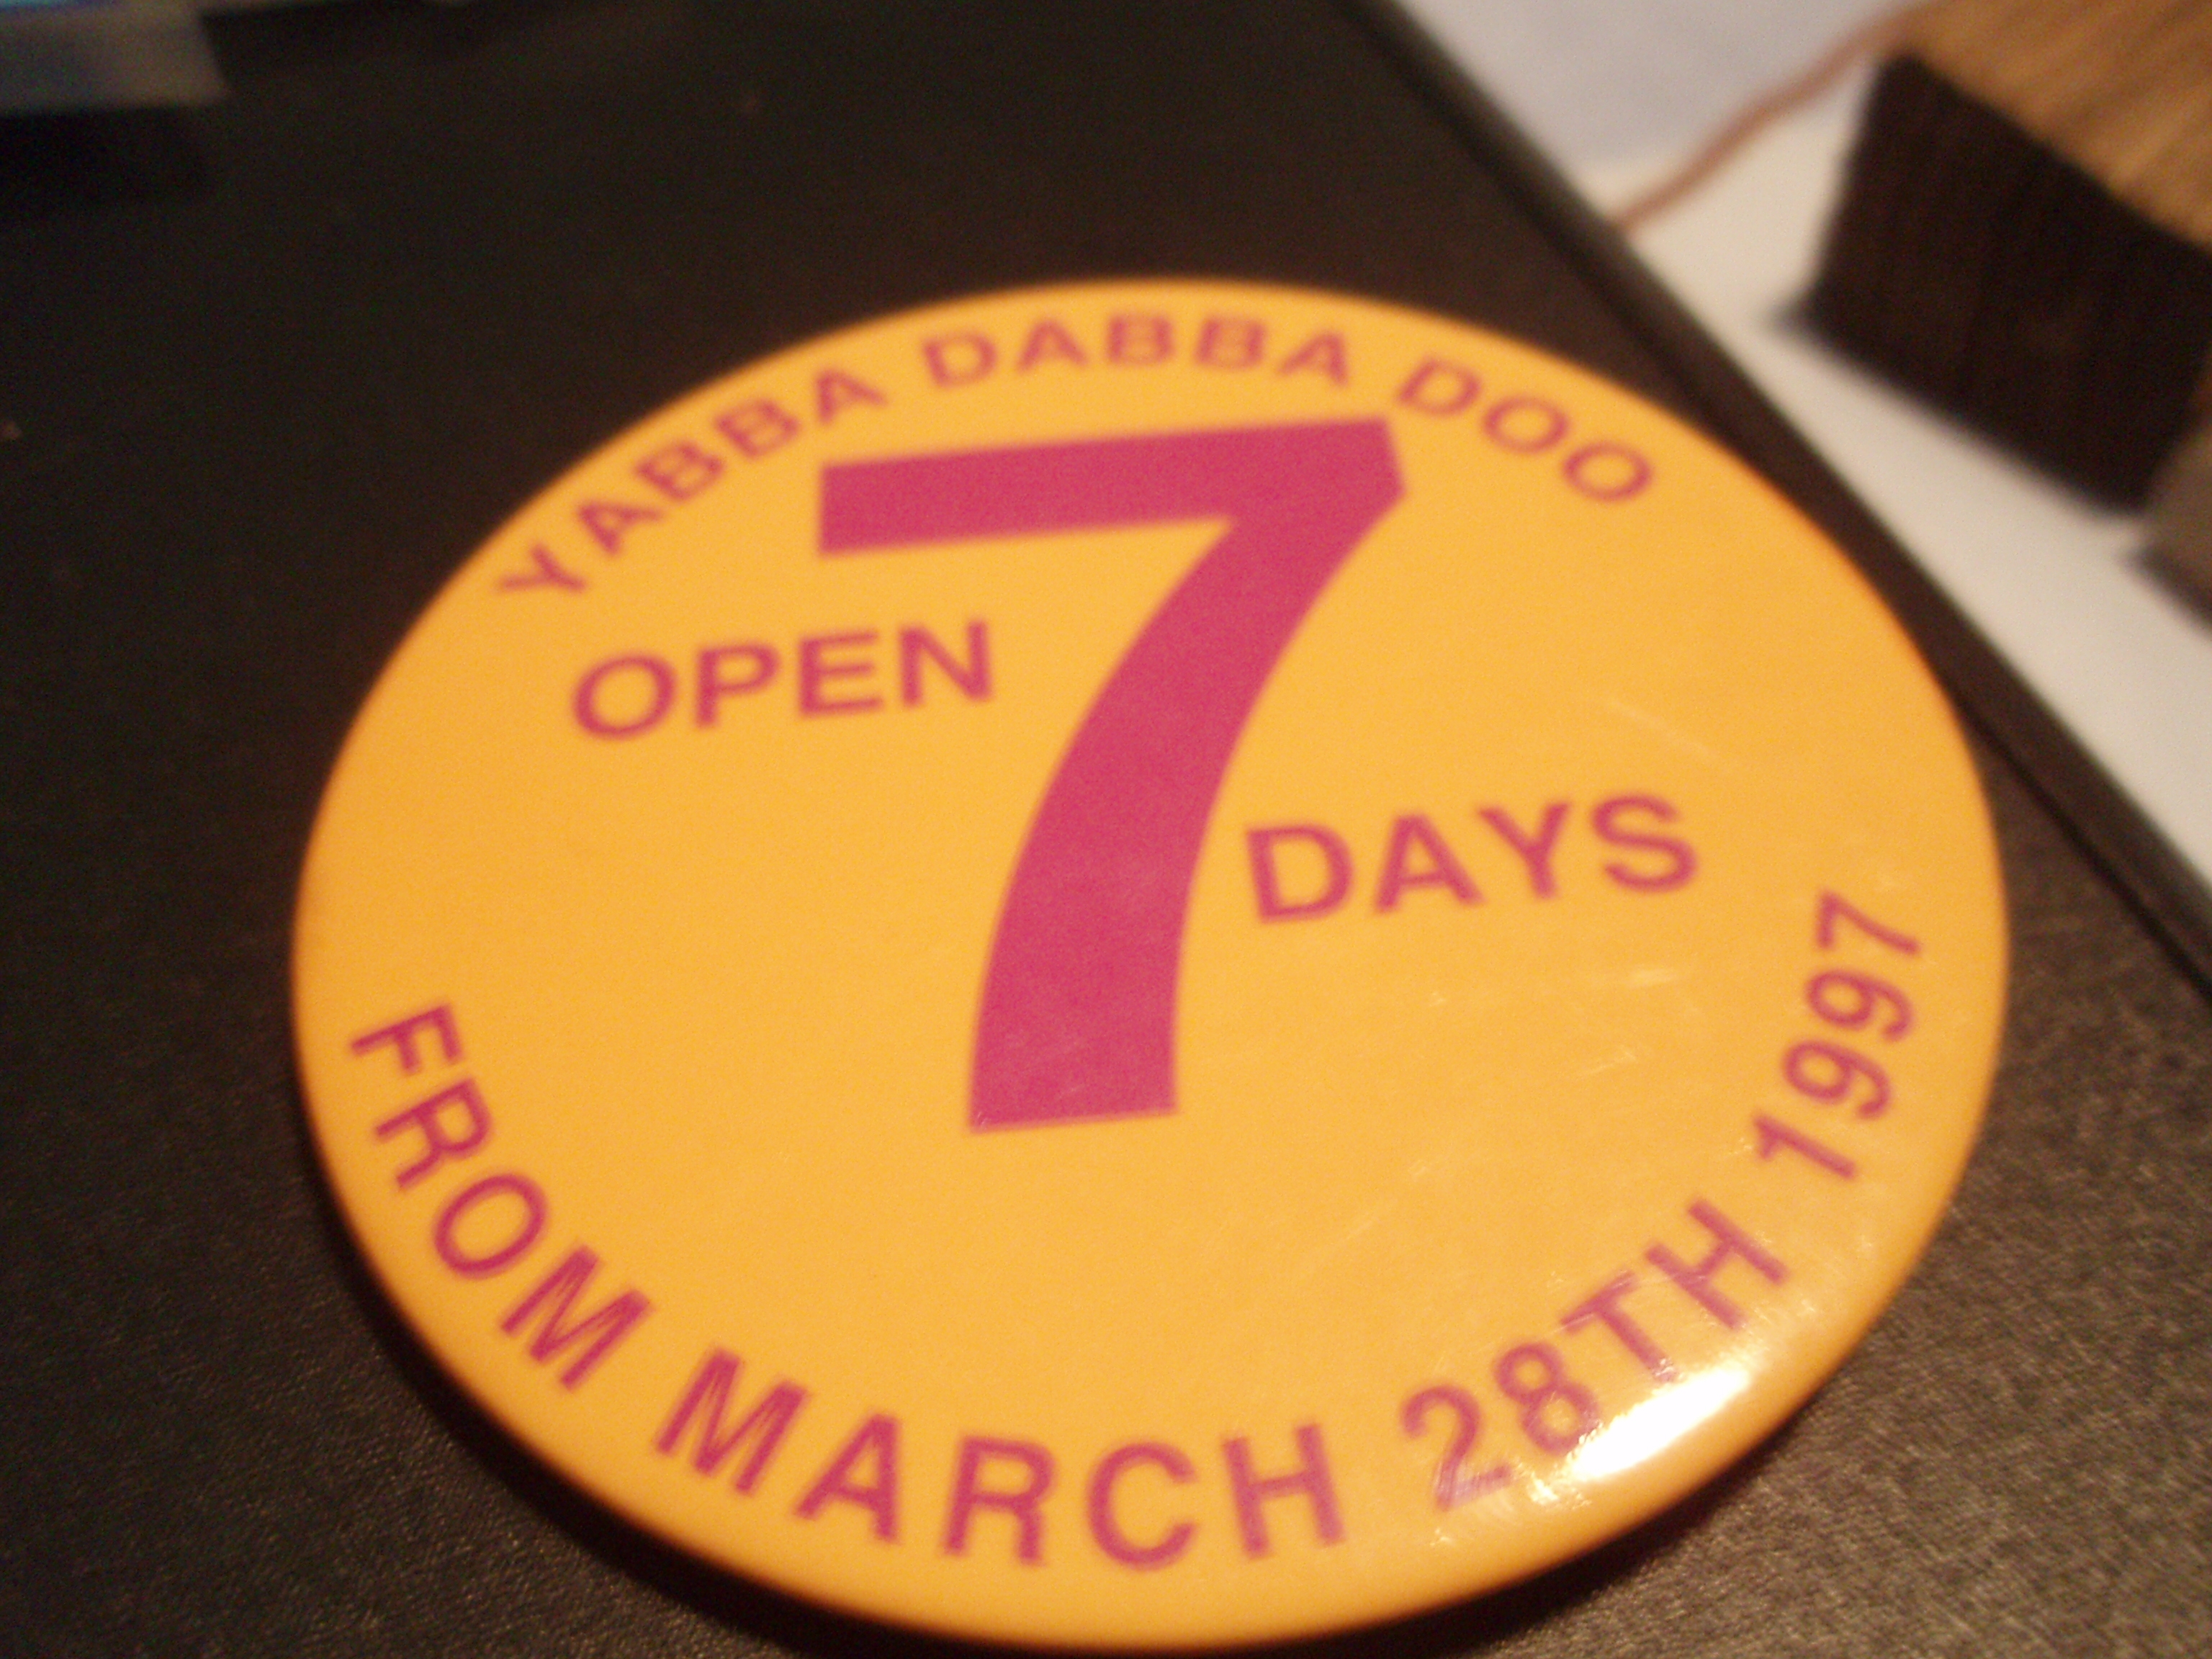 YABBA DABBA DOO
7
OPEN
DAYS
FROM MARCH 28TH 1997